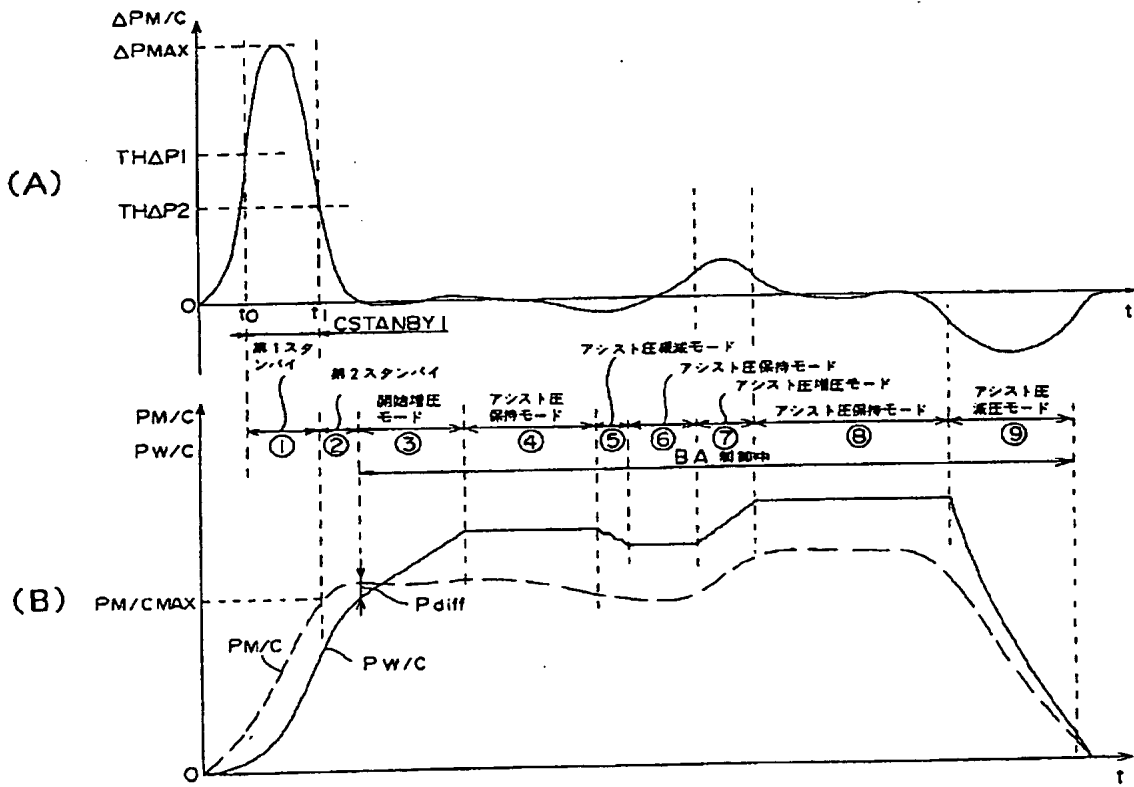 (A)
ΔPM/C
ΔPMAX
THΔP1
THΔP2
O
t0
t1
t
CSTANBY1
第1スタ
ンバイ
第2スタンバイ
開始増圧
モード
アシスト圧
保持モード
アシスト圧緩減モード
アシスト圧保持モード
アシスト圧増圧モード
アシスト圧保持モード
アシスト圧
減圧モード
PM/C
PW/C
① ② ③ ④ ⑤ ⑥ ⑦ ⑧ ⑨
BA 制御中
(B)
PM/CMAX
Pdiff
PM/C
PW/C
O
t